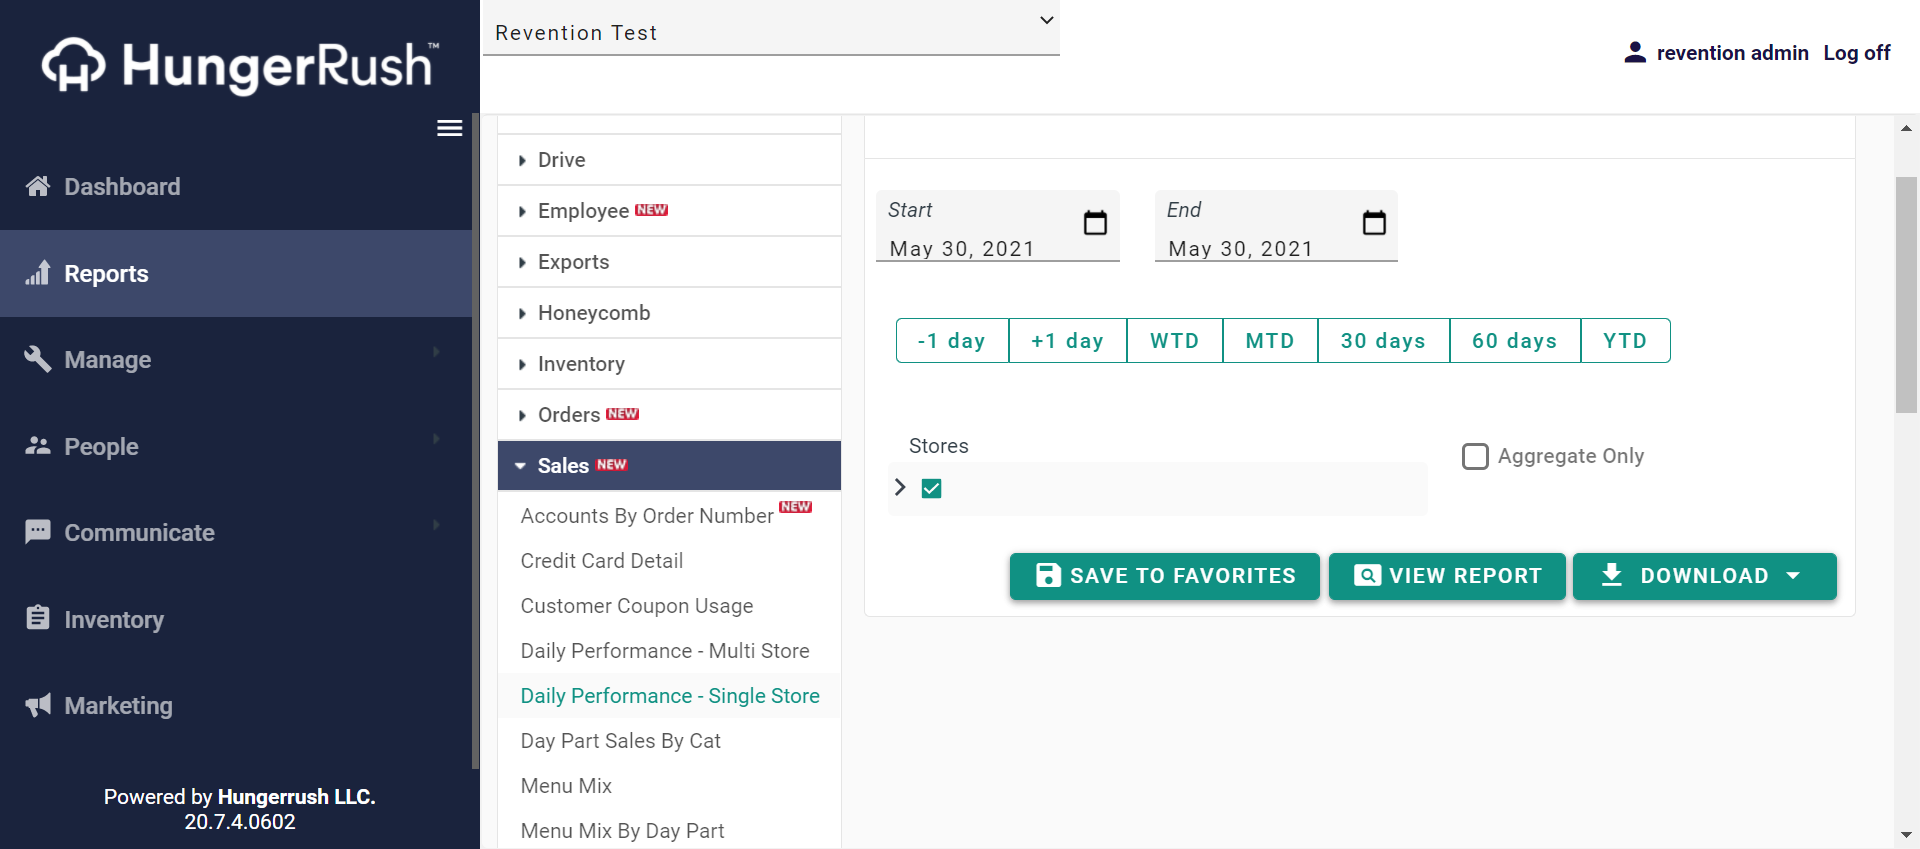 HungerRush™
Revention Test
revention admin Log off
Dashboard
Reports
Manage
People
Communicate
Inventory
Marketing
Powered by Hungerrush LLC.
20.7.4.0602
Drive
Employee NEW
Exports
Honeycomb
Inventory
Orders NEW
Sales NEW
Accounts By Order Number NEW
Credit Card Detail
Customer Coupon Usage
Daily Performance - Multi Store
Daily Performance - Single Store
Day Part Sales By Cat
Menu Mix
Menu Mix By Day Part
Start
May 30, 2021
End
May 30, 2021
-1 day +1 day WTD MTD 30 days 60 days YTD
Stores
Aggregate Only
SAVE TO FAVORITES VIEW REPORT DOWNLOAD